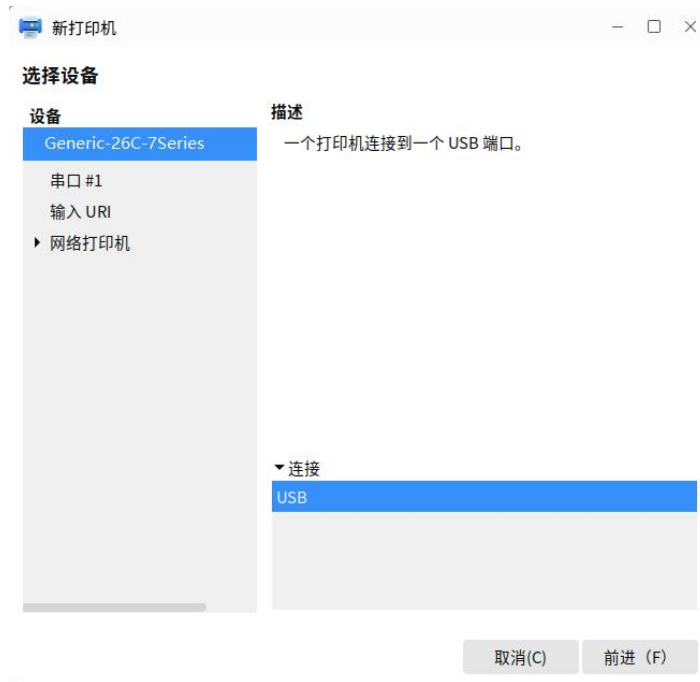 新打印机
选择设备
设备
Generic-26C-7Series
串口 #1
输入 URI
网络打印机
描述
一个打印机连接到一个 USB 端口。
连接
USB
取消(C)
前进（F)